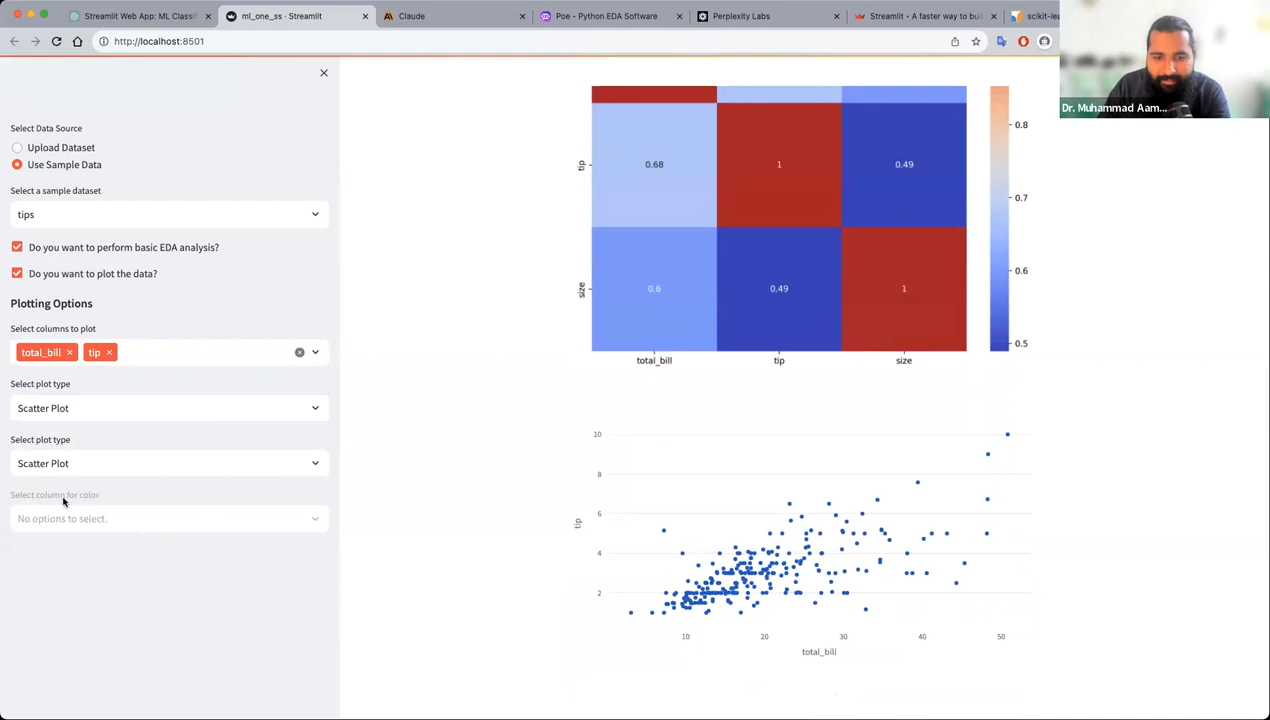 Streamlit Web App: ML Classif
ml_one_ss · Streamlit
Claude
Poe - Python EDA Software
Perplexity Labs
Streamlit • A faster way to buil
scikit-lea
http://localhost:8501
Dr. Muhammad Aam...
Select Data Source
Upload Dataset
Use Sample Data
Select a sample dataset
tips
Do you want to perform basic EDA analysis?
Do you want to plot the data?
Plotting Options
Select columns to plot
total_bill
tip
Select plot type
Scatter Plot
Select plot type
Scatter Plot
Select column for color
No options to select.
tip
0.68
1
0.49
size
0.6
0.49
1
total_bill
tip
size
0.8
0.7
0.6
0.5
10
8
6
4
2
tip
10
20
30
40
50
total_bill